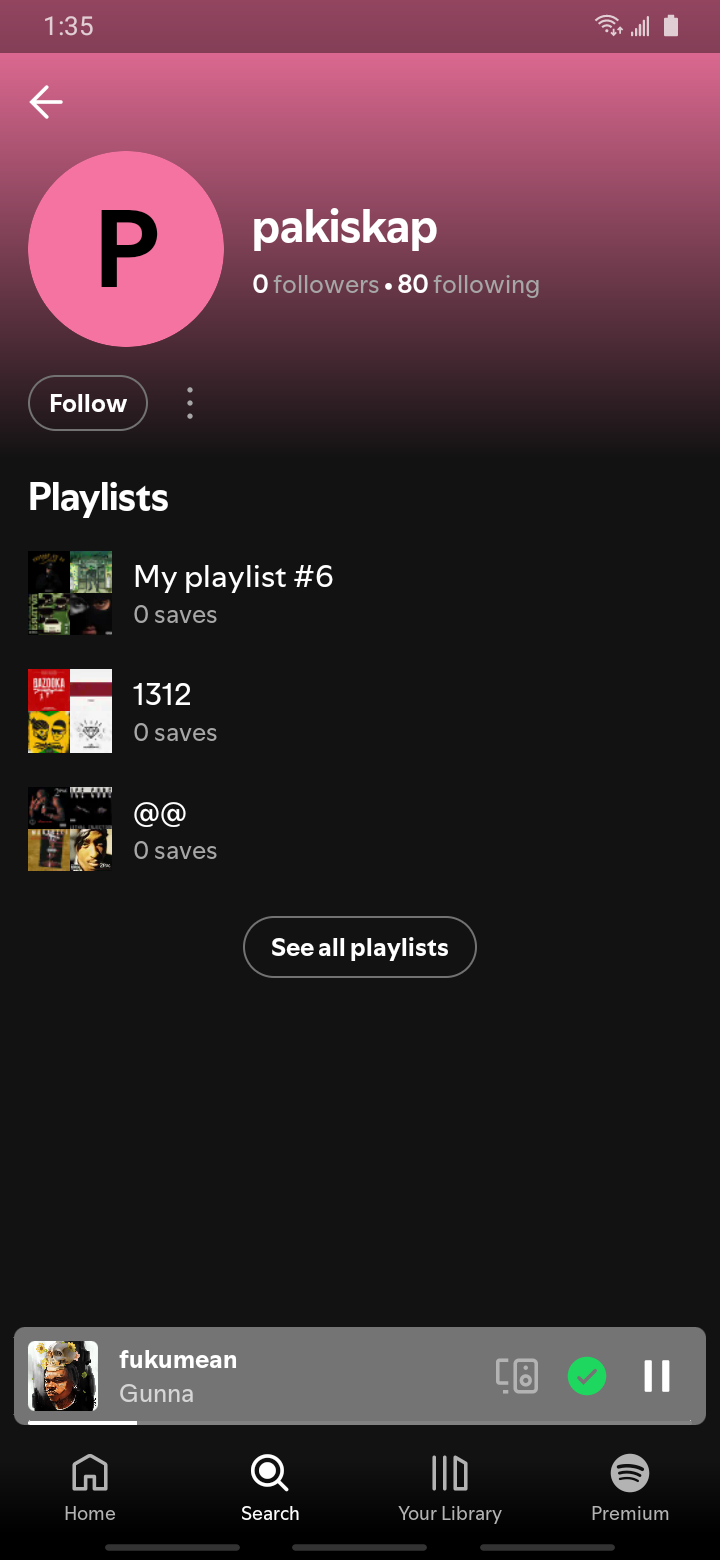 1:35
P
pakiskap
0 followers • 80 following
Follow
Playlists
My playlist #6
0 saves
BAZOOKA
1312
0 saves
@@
0 saves
See all playlists
fukumean
Gunna
Home
Search
Your Library
Premium